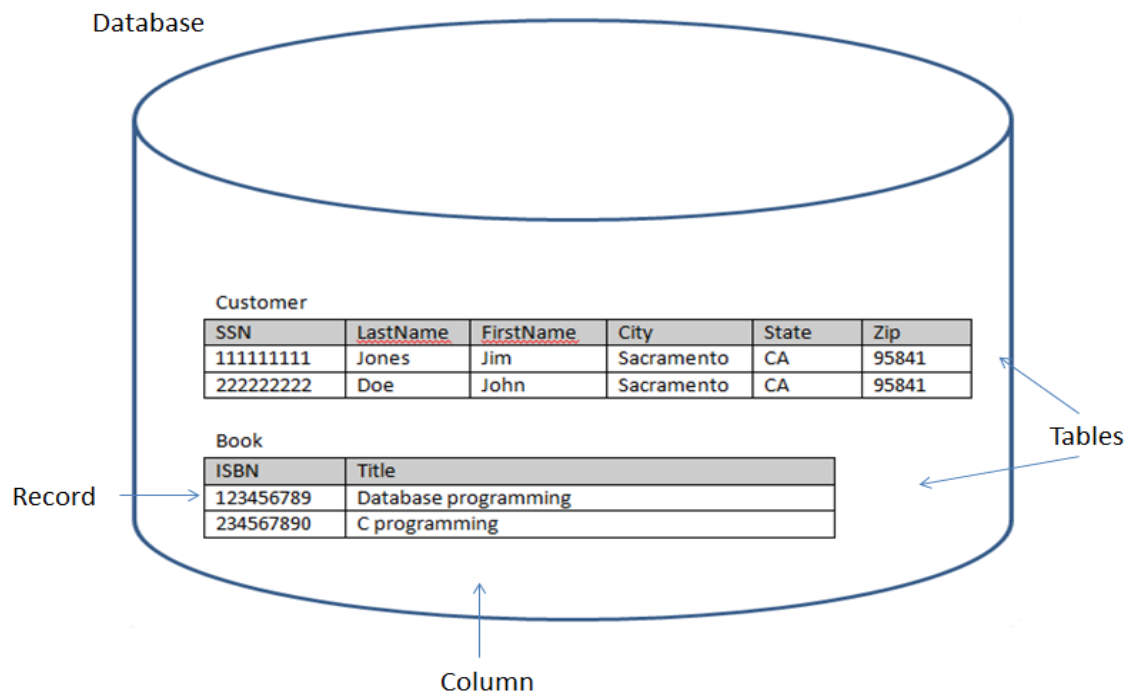 Database
Customer
SSN LastName FirstName City State Zip
111111111 Jones Jim Sacramento CA 95841
222222222 Doe John Sacramento CA 95841
Tables
Book
ISBN Title
Record
123456789 Database programming
234567890 C programming
Column